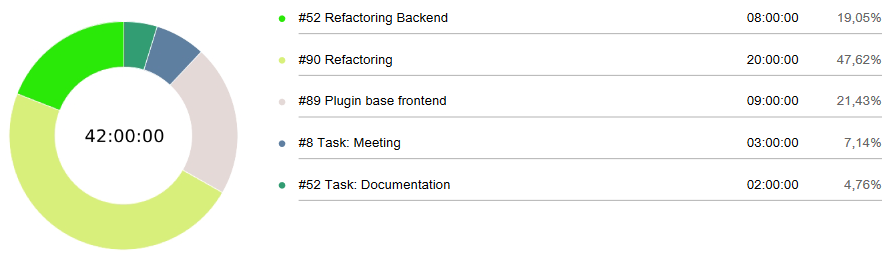 42:00:00
#52 Refactoring Backend 08:00:00 19,05%
#90 Refactoring 20:00:00 47,62%
#89 Plugin base frontend 09:00:00 21,43%
#8 Task: Meeting 03:00:00 7,14%
#52 Task: Documentation 02:00:00 4,76%